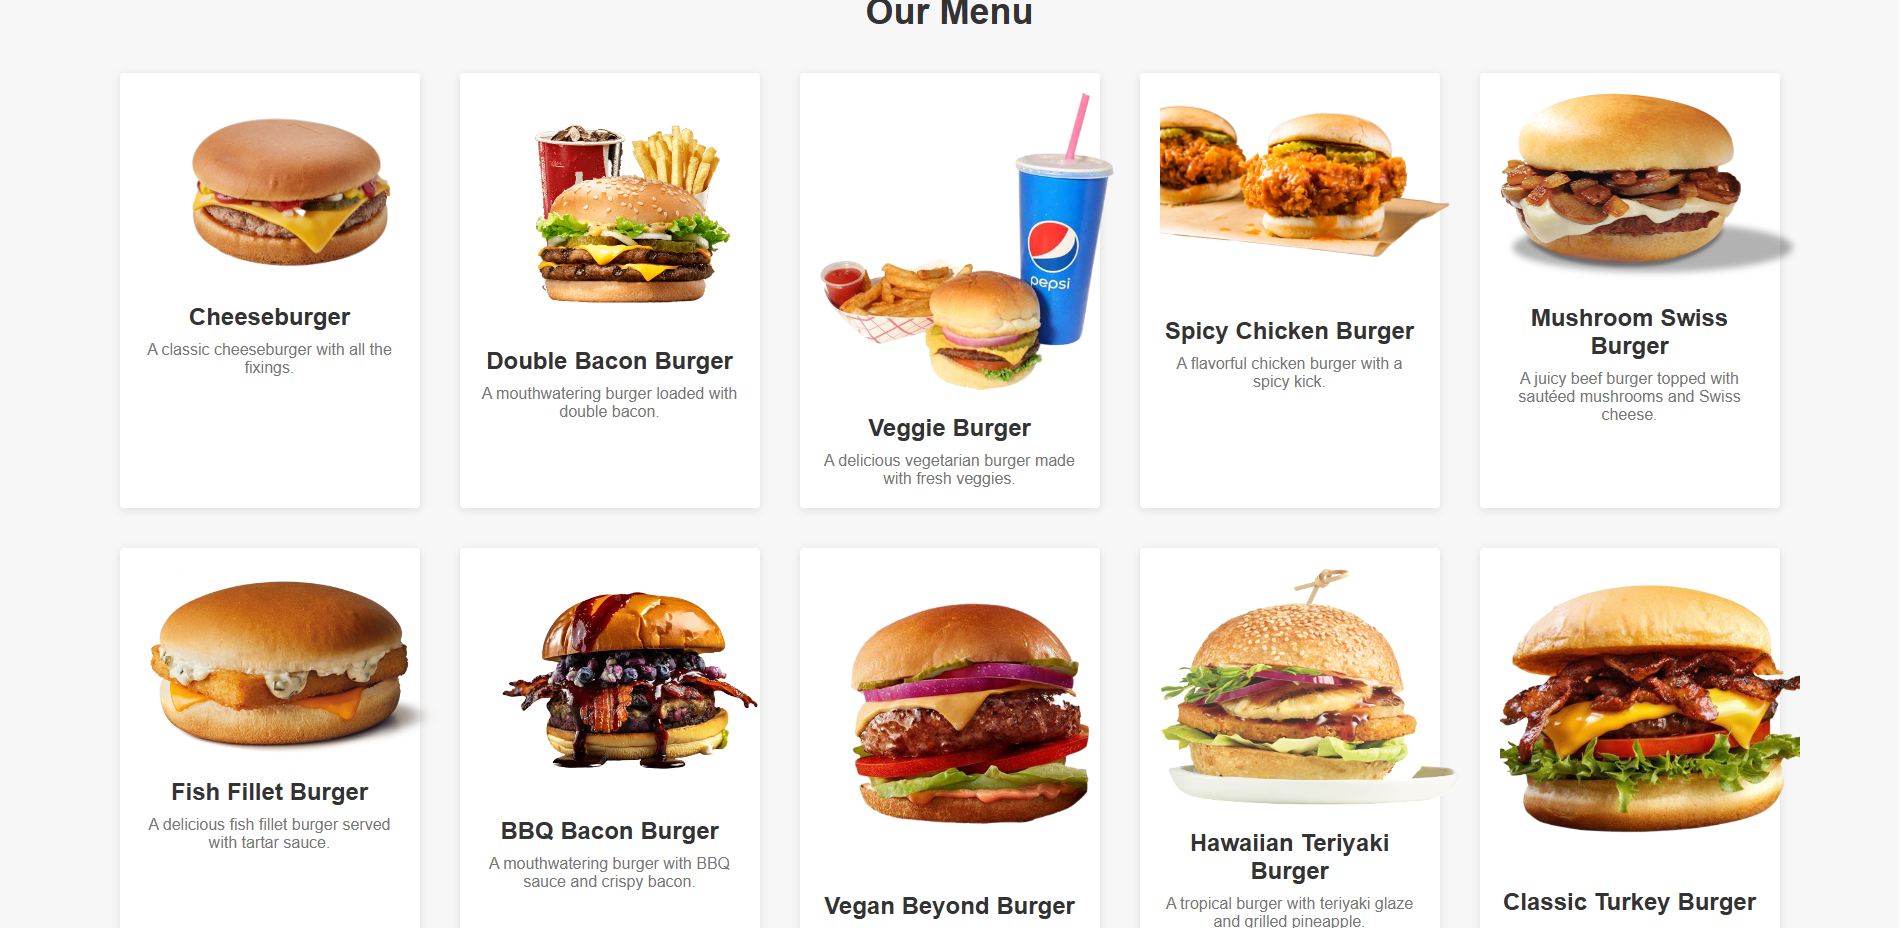 Our Menu
pepsi
Cheeseburger
A classic cheeseburger with all the
fixings.
Double Bacon Burger
A mouthwatering burger loaded with
double bacon.
Veggie Burger
A delicious vegetarian burger made
with fresh veggies.
Spicy Chicken Burger
A flavorful chicken burger with a
spicy kick.
Mushroom Swiss
Burger
A juicy beef burger topped with
sautéed mushrooms and Swiss
cheese.
Fish Fillet Burger
A delicious fish fillet burger served
with tartar sauce.
BBQ Bacon Burger
A mouthwatering burger with BBQ
sauce and crispy bacon.
Vegan Beyond Burger
Hawaiian Teriyaki
Burger
A tropical burger with teriyaki glaze
and grilled pineapple.
Classic Turkey Burger